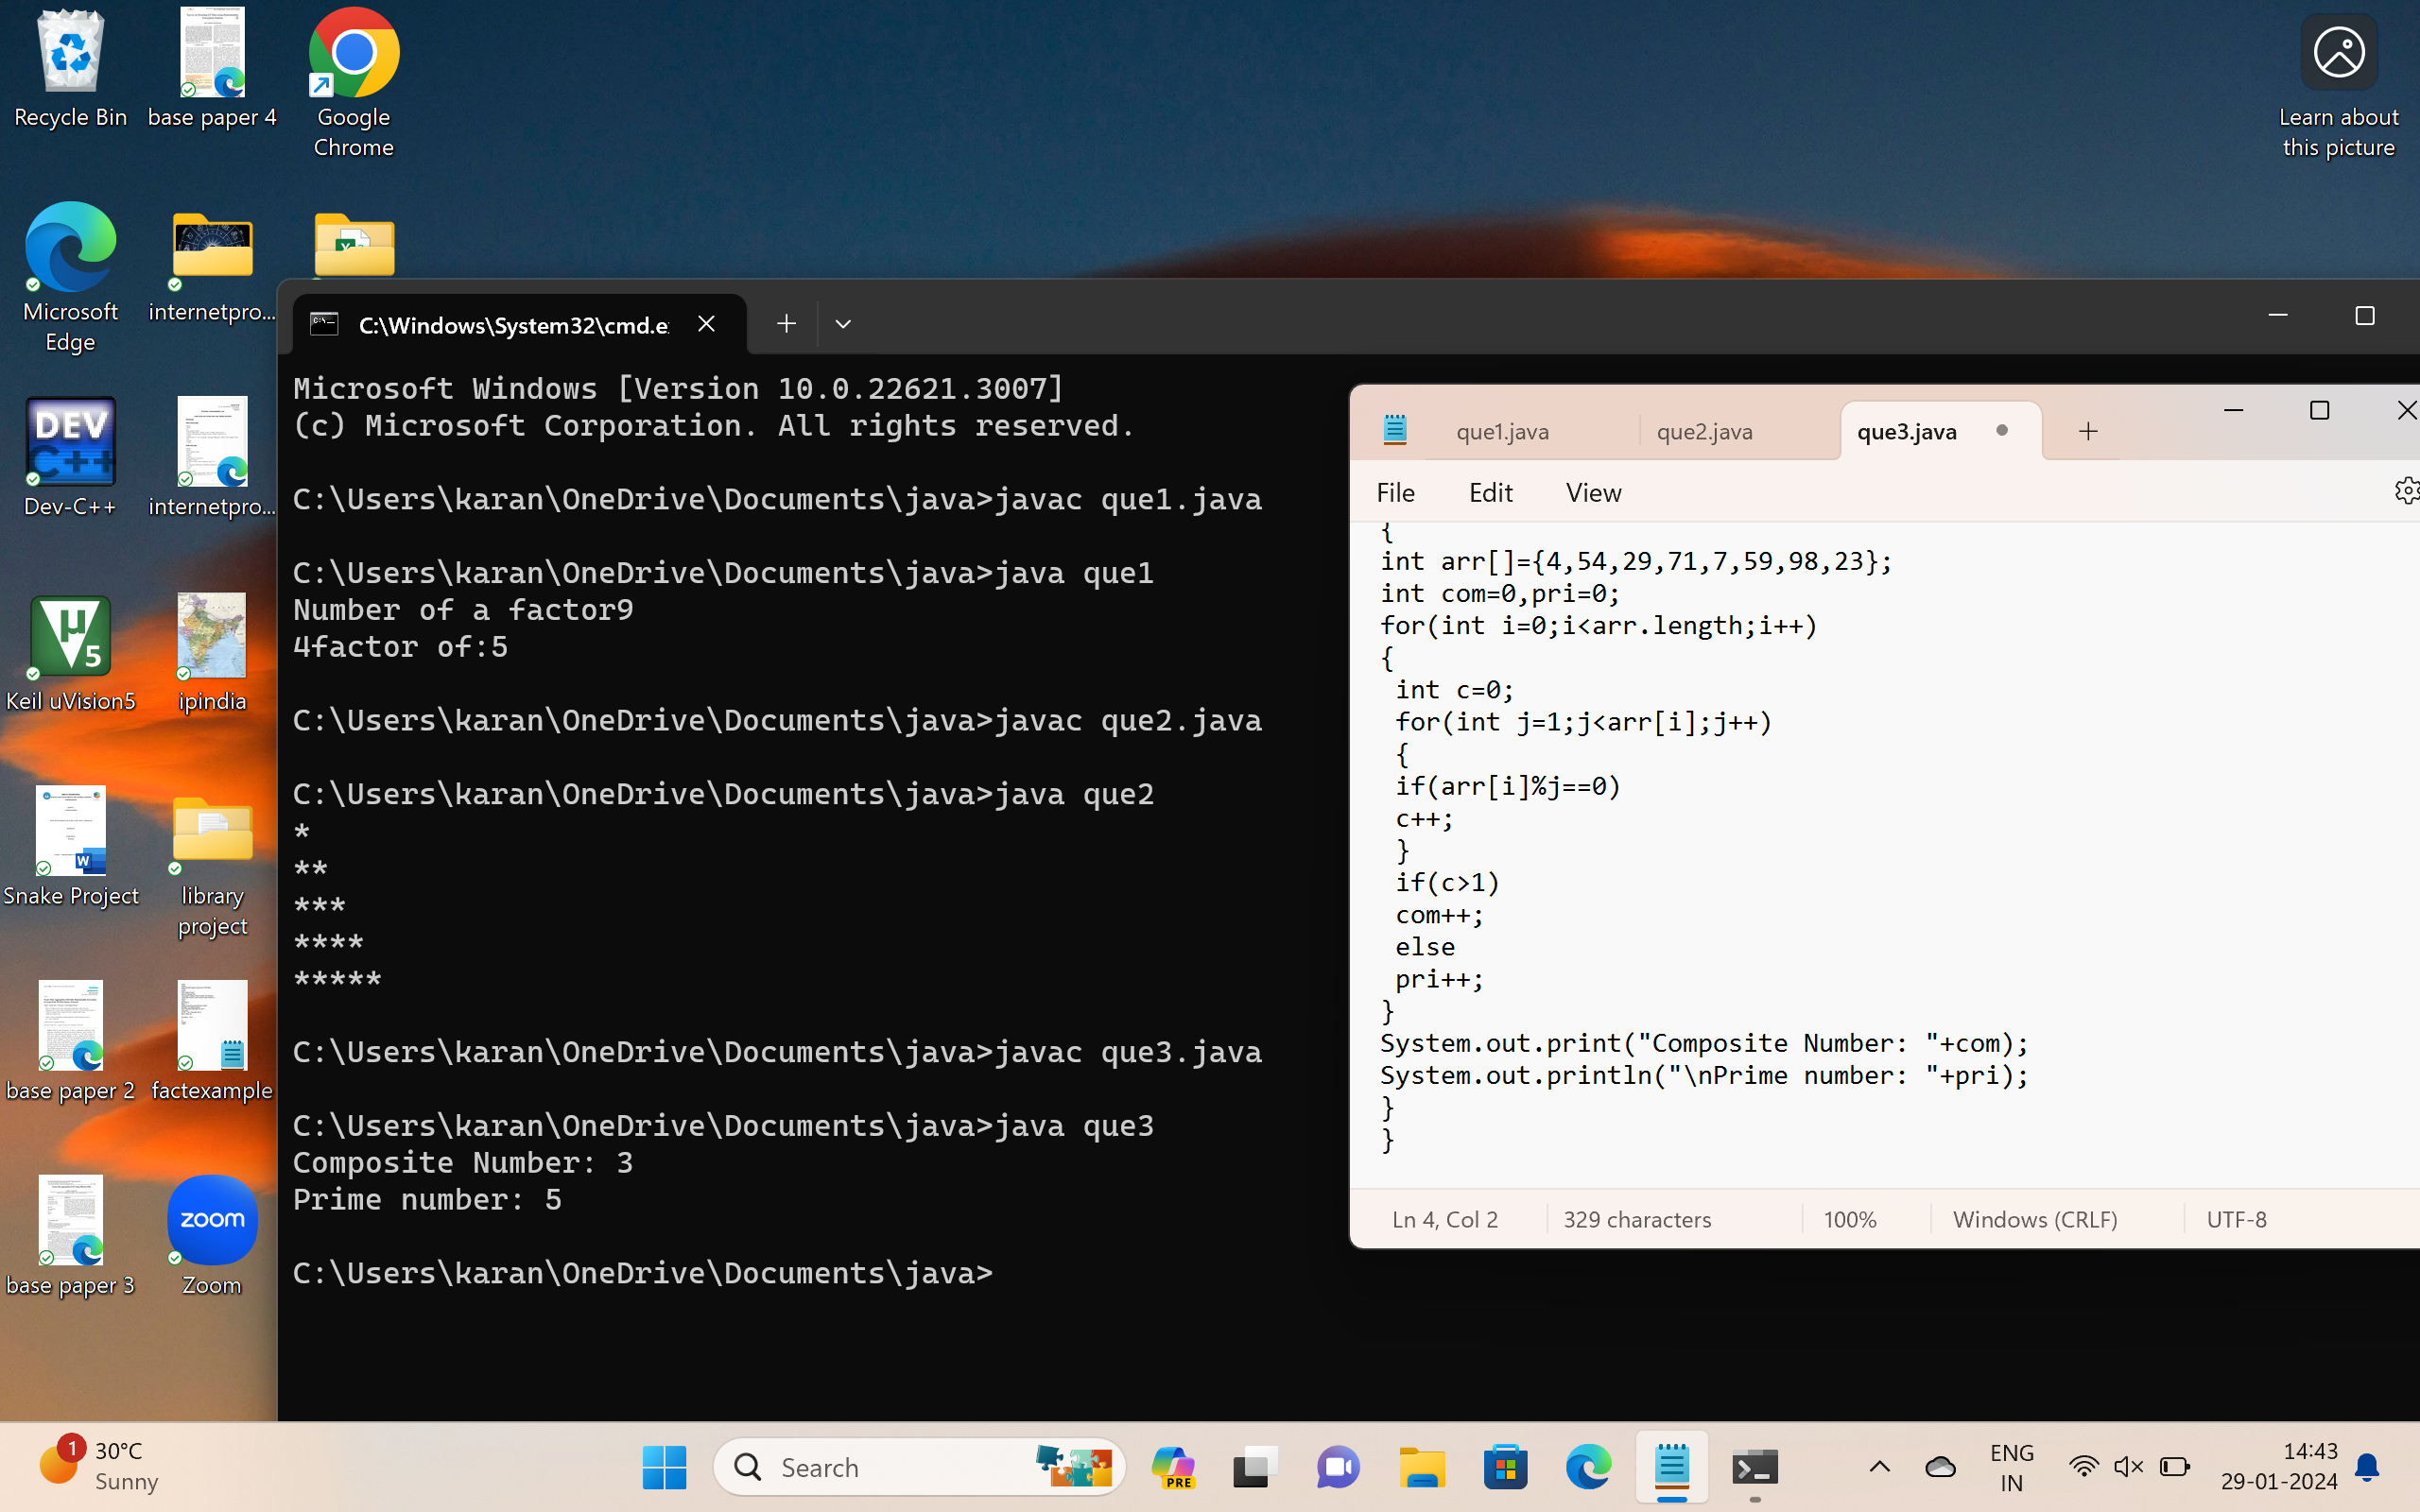 Recycle Bin
base paper 4
Google
Chrome
Learn about
this picture
Microsoft
Edge
internetpro...
DEV
C++
Dev-C++
internetpro...
µ
5
Keil uVision5
ipindia
W
Snake Project
library
project
base paper 2
factexample
base paper 3
zoom
Zoom
C:\Windows\System32\cmd.e
Microsoft Windows [Version 10.0.22621.3007]
(c) Microsoft Corporation. All rights reserved.
C:\Users\karan\OneDrive\Documents\java>javac que1.java
C:\Users\karan\OneDrive\Documents\java>java que1
Number of a factor9
4factor of:5
C:\Users\karan\OneDrive\Documents\java>javac que2.java
C:\Users\karan\OneDrive\Documents\java>java que2
*
**
***
****
*****
C:\Users\karan\OneDrive\Documents\java>javac que3.java
C:\Users\karan\OneDrive\Documents\java>java que3
Composite Number: 3
Prime number: 5
C:\Users\karan\OneDrive\Documents\java>
que1.java que2.java que3.java
File Edit View
{
int arr[]={4,54,29,71,7,59,98,23};
int com=0,pri=0;
for(int i=0;i<arr.length;i++)
{
int c=0;
for(int j=1;j<arr[i];j++)
{
if(arr[i]%j==0)
c++;
}
if(c>1)
com++;
else
pri++;
}
System.out.print("Composite Number: "+com);
System.out.println("\nPrime number: "+pri);
}
}
Ln 4, Col 2 329 characters 100% Windows (CRLF) UTF-8
1
30°C
Sunny
Search
PRE
ENG
IN
14:43
29-01-2024